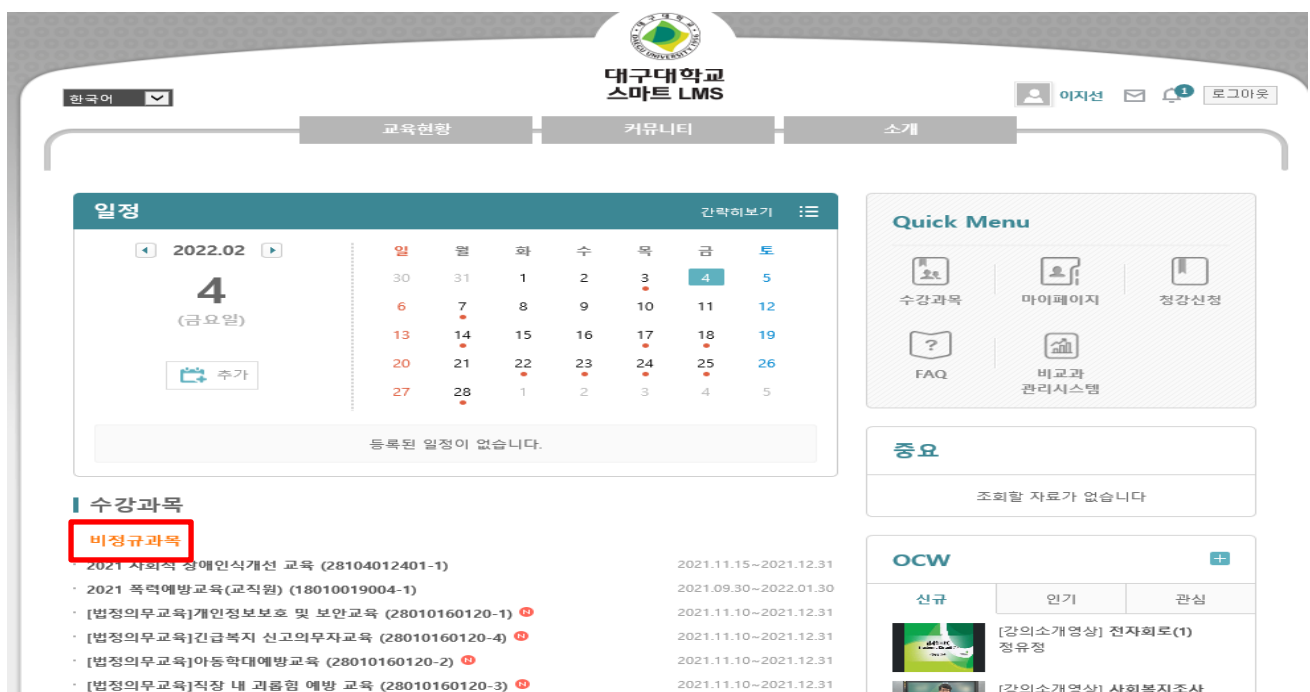 대구대학교
스마트 LMS
한국어
이지선 1 로그아웃
교육현황 커뮤니티 소개
일정 간략히보기
2022.02
4
(금요일)
추가
일 월 화 수 목 금 토
30 31 1 2 3 4 5
6 7 8 9 10 11 12
13 14 15 16 17 18 19
20 21 22 23 24 25 26
27 28 1 2 3 4 5
등록된 일정이 없습니다.
Quick Menu
수강과목 마이페이지 청강신청
FAQ 비교과
관리시스템
중요
조회할 자료가 없습니다
수강과목
비정규과목
2021 사회적 장애인식개선 교육 (28104012401-1) 2021.11.15~2021.12.31
2021 폭력예방교육(교직원) (18010019004-1) 2021.09.30~2022.01.30
[법정의무교육]개인정보보호 및 보안교육 (28010160120-1) N 2021.11.10~2021.12.31
[법정의무교육]긴급복지 신고의무자교육 (28010160120-4) N 2021.11.10~2021.12.31
[법정의무교육]아동학대예방교육 (28010160120-2) N 2021.11.10~2021.12.31
[법정의무교육]직장 내 괴롭힘 예방 교육 (28010160120-3) N 2021.11.10~2021.12.31
OCW
신규 인기 관심
[강의소개영상] 전자회로(1)
정유정
[강의소개영상] 사회복지조사